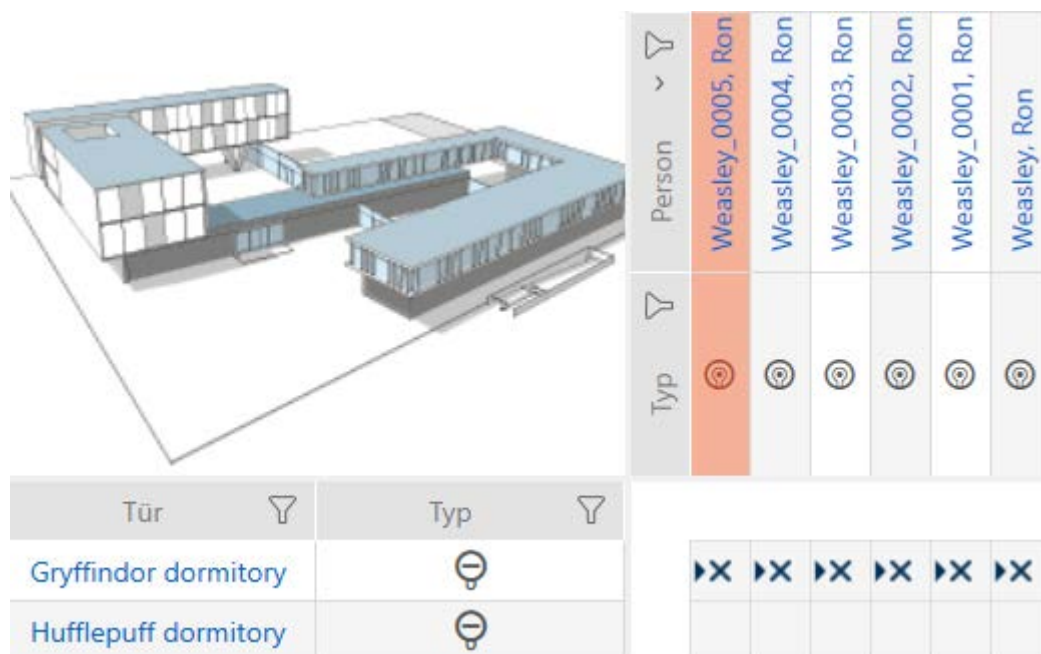 Person
Weasley_0005, Ron
Weasley_0004, Ron
Weasley_0003, Ron
Weasley_0002, Ron
Weasley_0001, Ron
Weasley, Ron
Typ
Tür
Typ
Gryffindor dormitory
Hufflepuff dormitory